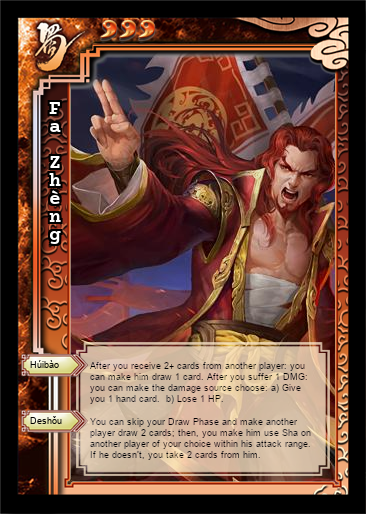 蜀
Fa Zhèng
Húibào
After you receive 2+ cards from another player: you
can make him draw 1 card. After you suffer 1 DMG:
you can make the damage source choose: a) Give
you 1 hand card. b) Lose 1 HP.
Deshǒu
You can skip your Draw Phase and make another
player draw 2 cards; then, you make him use Sha on
another player of your choice within his attack range.
If he doesn't, you take 2 cards from him.